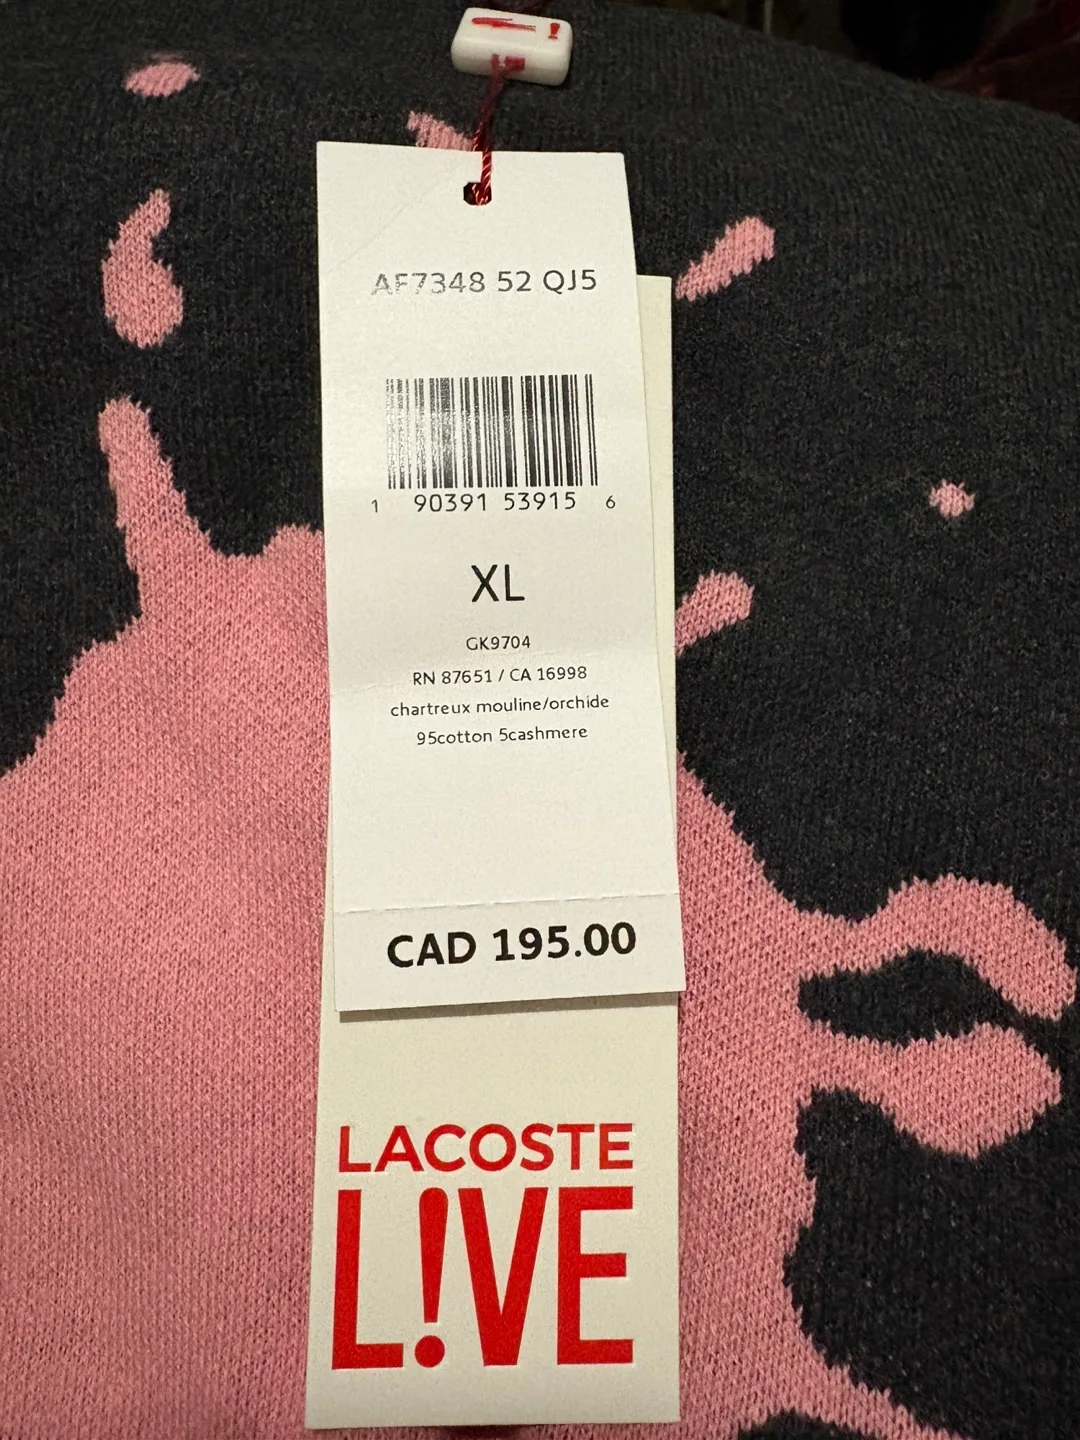 AF7348 52 QJ5
1 90391 53915 6
XL
GK9704
RN 87651 / CA 16998
chartreux mouline/orchide
95cotton 5cashmere
CAD 195.00
LACOSTE
L!VE